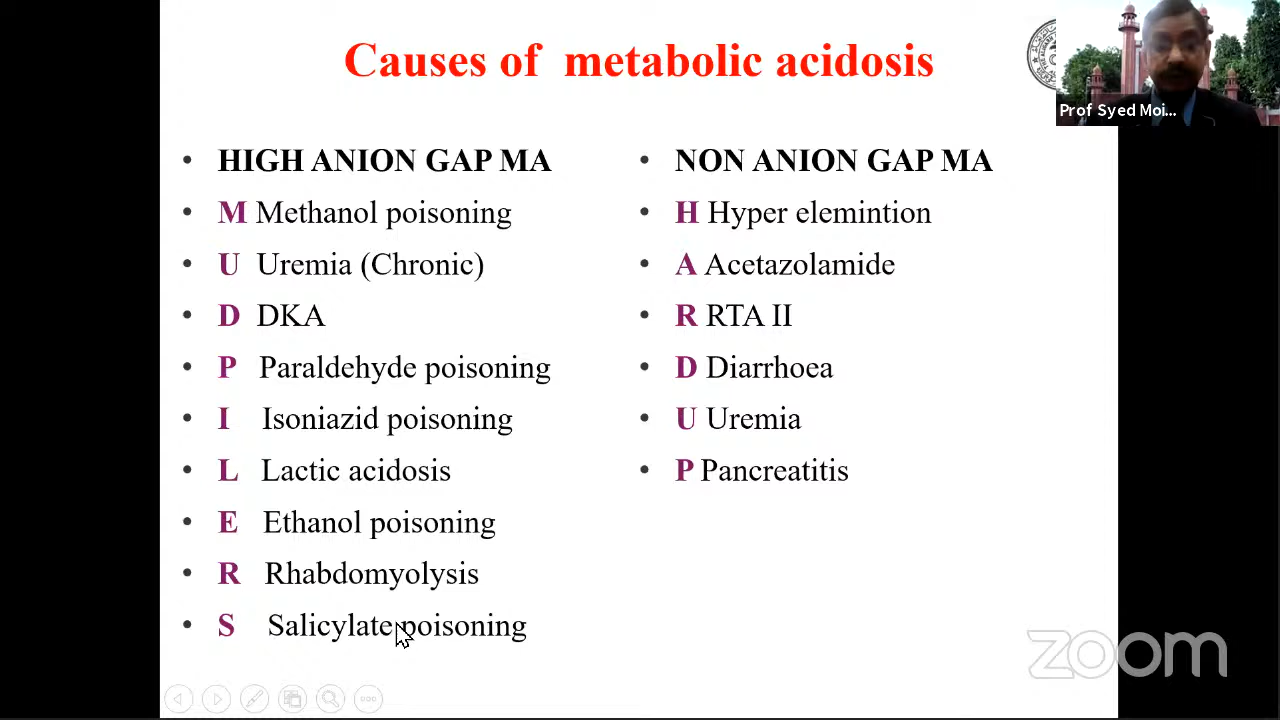 Causes of metabolic acidosis
Prof Syed Moi...
HIGH ANION GAP MA
M Methanol poisoning
U Uremia (Chronic)
D DKA
P Paraldehyde poisoning
I Isoniazid poisoning
L Lactic acidosis
E Ethanol poisoning
R Rhabdomyolysis
S Salicylate poisoning
NON ANION GAP MA
H Hyper elemintion
A Acetazolamide
R RTA II
D Diarrhoea
U Uremia
P Pancreatitis
zoom